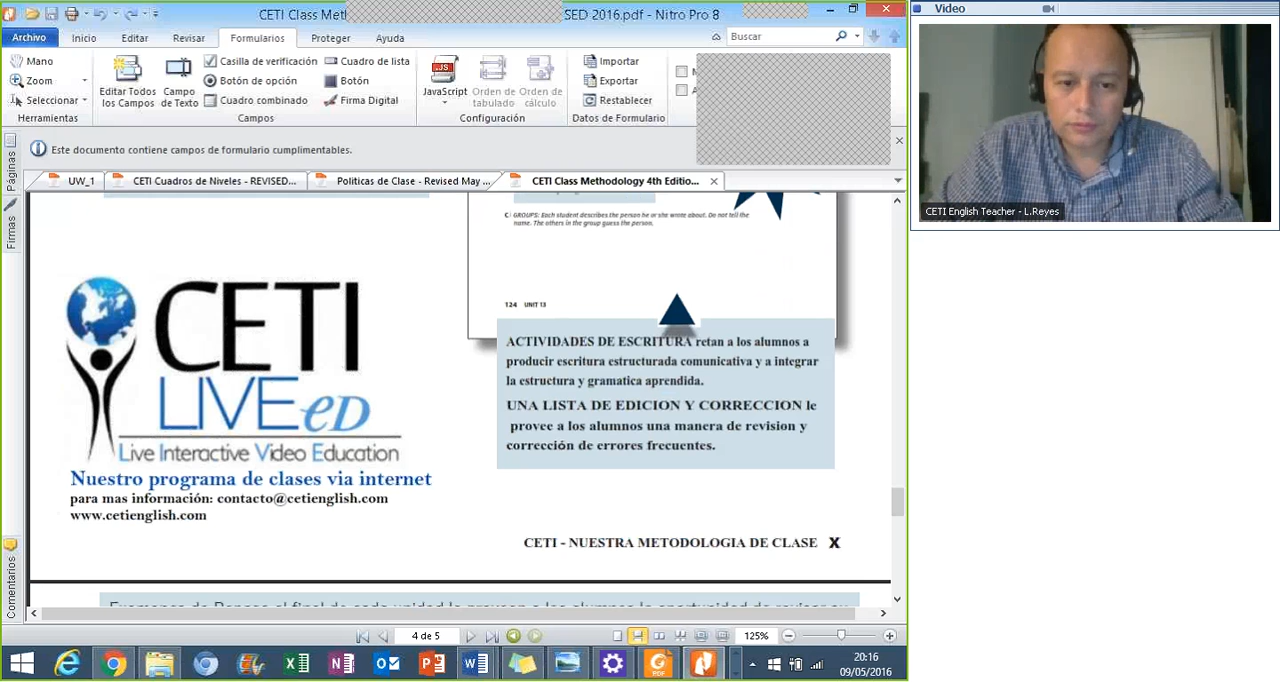 CETI Class Met
SED 2016.pdf - Nitro Pro 8
Video
Archivo
Inicio
Editar
Revisar
Formularios
Proteger
Ayuda
Buscar
Mano
Zoom
Seleccionar
Herramientas
Editar Todos los Campos
Campo de Texto
Casilla de verificación
Botón de opción
Cuadro combinado
Cuadro de lista
Botón
Firma Digital
Campos
JavaScript
Orden de tabulado
Orden de cálculo
Configuración
Importar
Exportar
Restablecer
Datos de Formulario
Este documento contiene campos de formulario cumplimentables.
UW_1
CETI Cuadros de Niveles - REVISED...
Politicas de Clase - Revised May ...
CETI Class Methodology 4th Editio...
Páginas
Firmas
Comentarios
C GROUPS: Each student describes the person he or she wrote about. Do not tell the
name. The others in the group guess the person.
124 UNIT 13
CETI
LIVE eD
Live Interactive Video Education
Nuestro programa de clases via internet
para mas información: contacto@cetienglish.com
www.cetienglish.com
ACTIVIDADES DE ESCRITURA retan a los alumnos a
producir escritura estructurada comunicativa y a integrar
la estructura y gramatica aprendida.
UNA LISTA DE EDICION Y CORRECCION le
provee a los alumnos una manera de revision y
corrección de errores frecuentes.
CETI - NUESTRA METODOLOGIA DE CLASE X
4 de 5
125%
20:16
09/05/2016
CETI English Teacher - L.Reyes